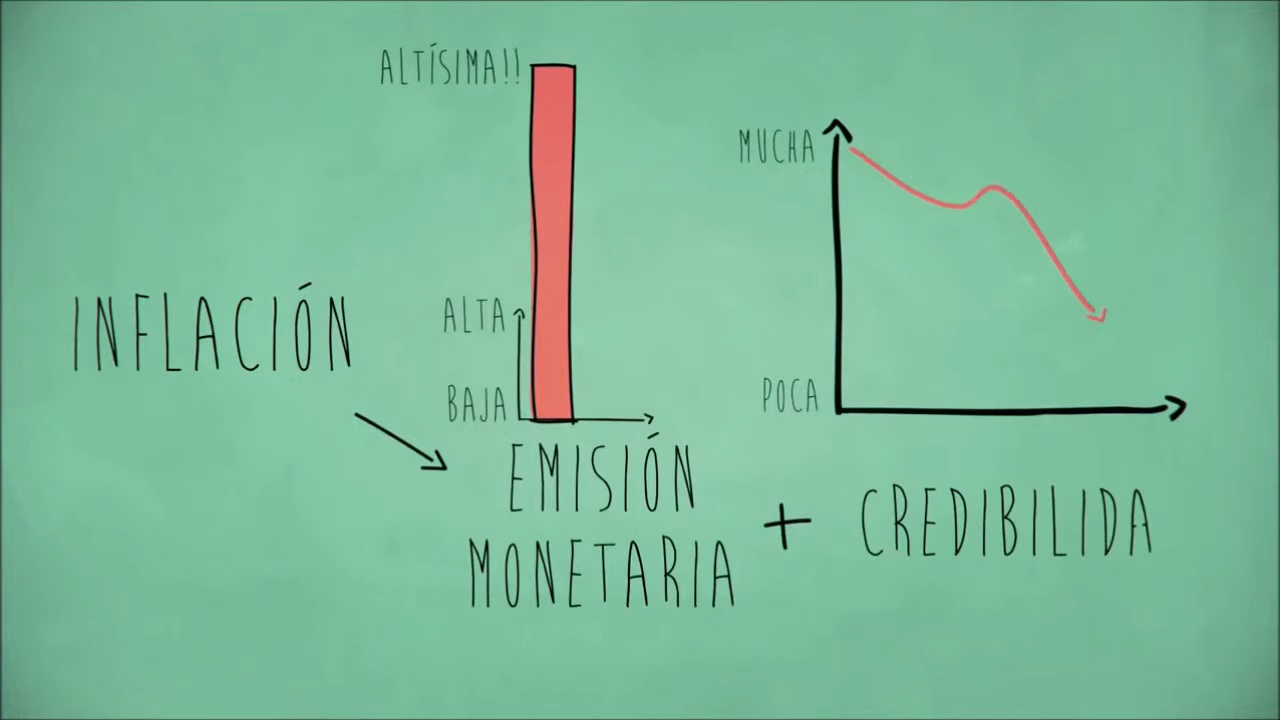 ALTÍSIMA!!
MUCHA
ALTA
INFLACIÓN
BAJA
POCA
EMISIÓN
MONETARIA
+
CREDIBILIDA